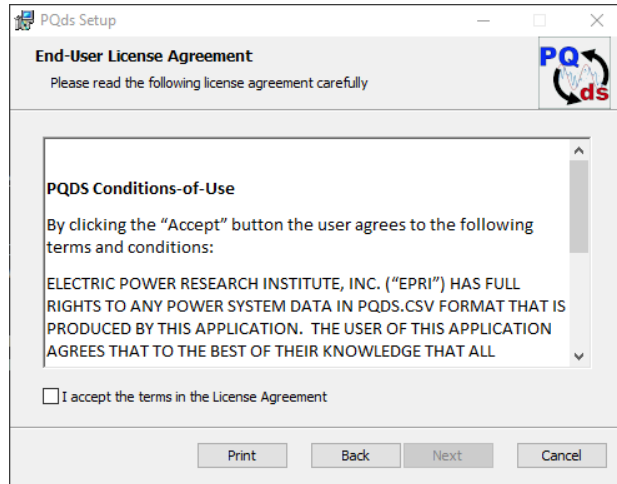 PQds Setup
End-User License Agreement
Please read the following license agreement carefully
PQ
ds
PQDS Conditions-of-Use
By clicking the “Accept” button the user agrees to the following
terms and conditions:
ELECTRIC POWER RESEARCH INSTITUTE, INC. (“EPRI”) HAS FULL
RIGHTS TO ANY POWER SYSTEM DATA IN PQDS.CSV FORMAT THAT IS
PRODUCED BY THIS APPLICATION.  THE USER OF THIS APPLICATION
AGREES THAT TO THE BEST OF THEIR KNOWLEDGE THAT ALL
I accept the terms in the License Agreement
Print Back Next Cancel